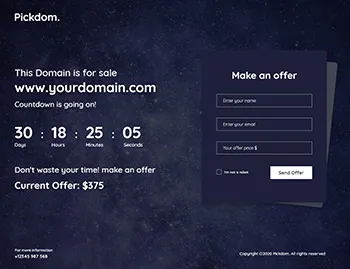 Pickdom.
This Domain is for sale
www.yourdomain.com
Countdown is going on!
30 : 18 : 25 : 05
Days Hours Minutes Seconds
Don't waste your time! make an offer
Current Offer: $375
Make an offer
Enter your name
Enter your email
Your offer price $
I'm not a robot
Send Offer
For more information
+12345 987 568
Copyright ©2020 Pickdom. All rights reserved